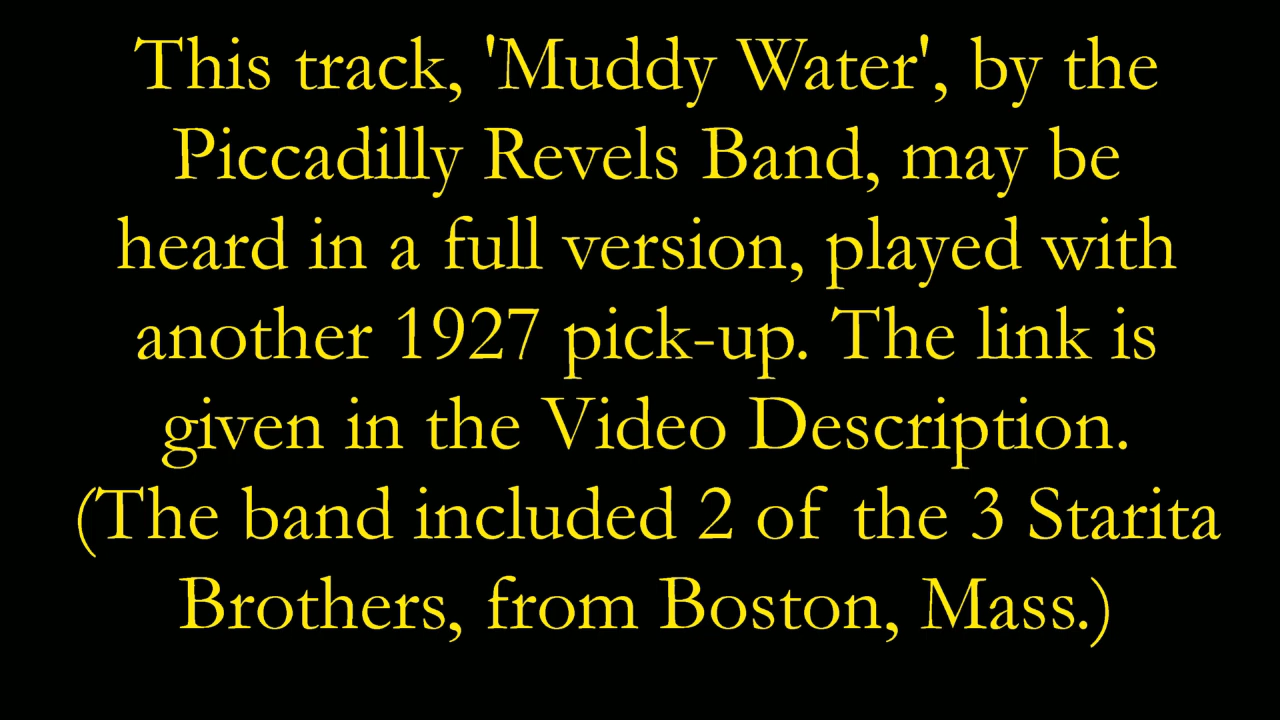 This track, 'Muddy Water', by the
Piccadilly Revels Band, may be
heard in a full version, played with
another 1927 pick-up. The link is
given in the Video Description.
(The band included 2 of the 3 Starita
Brothers, from Boston, Mass.)